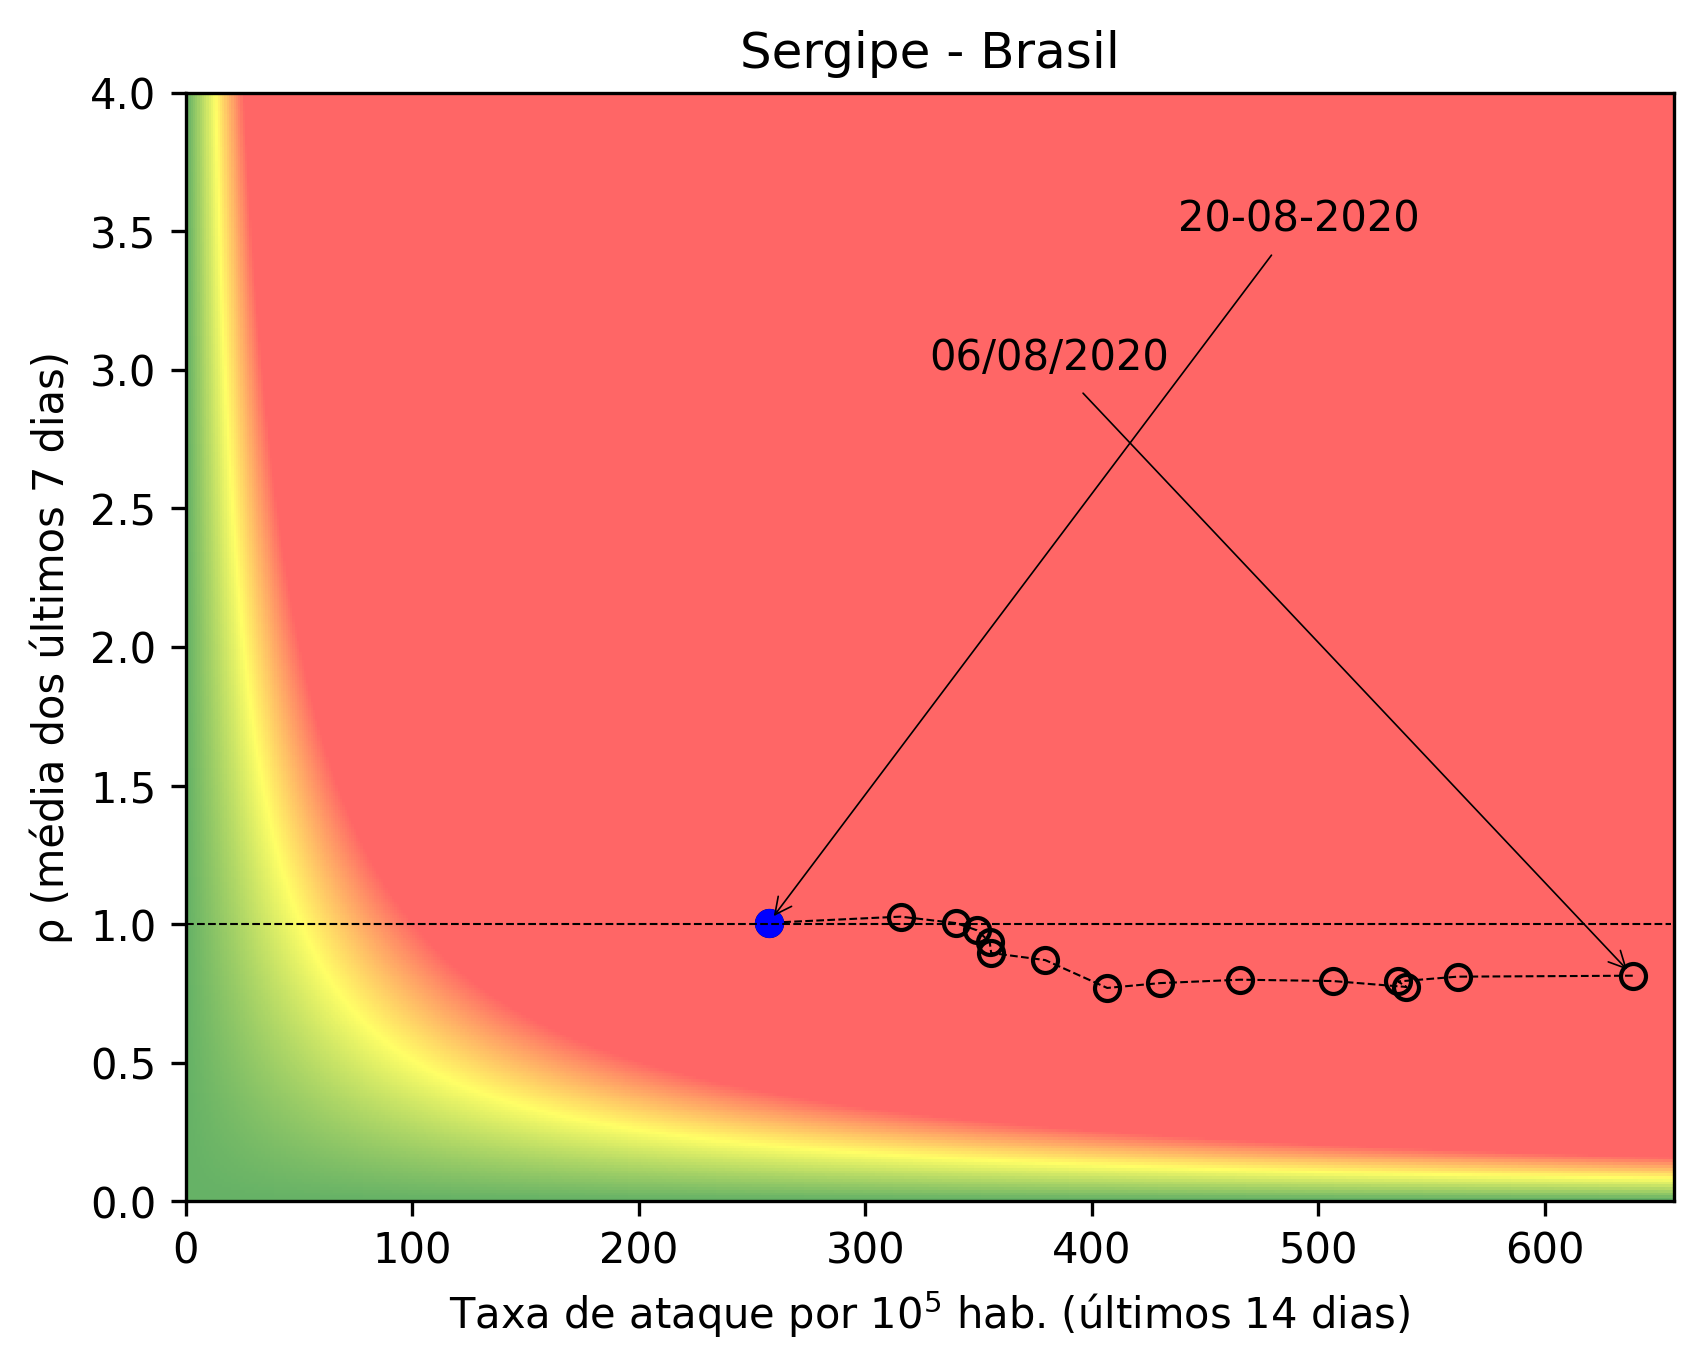 Sergipe - Brasil
4.0
3.5
3.0
2.5
2.0
1.5
1.0
0.5
0.0
ρ (média dos últimos 7 dias)
20-08-2020
06/08/2020
0 100 200 300 400 500 600
Taxa de ataque por 10⁵ hab. (últimos 14 dias)